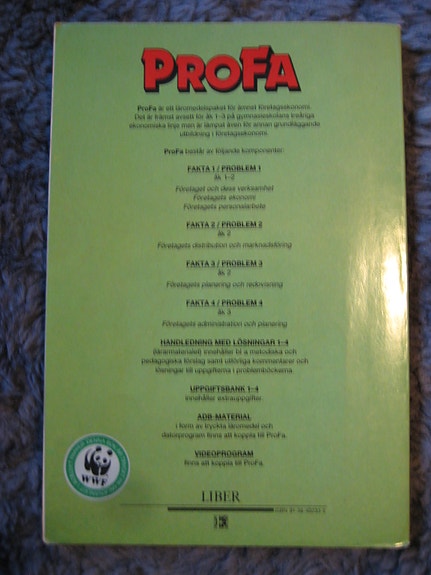 PROFA
ProFa är ett läromedelspaket för ämnet företagsekonomi.
Det är främst avsett för åk 1–3 på gymnasieskolans treåriga
ekonomiska linje men är lämpat även för annan grundläggande
utbildning i företagsekonomi.
ProFa består av följande komponenter:
FAKTA 1 / PROBLEM 1
åk 1–2
Företaget och dess verksamhet
Företagets ekonomi
Företagets personalarbete
FAKTA 2 / PROBLEM 2
åk 2
Företagets distribution och marknadsföring
FAKTA 3 / PROBLEM 3
åk 2
Företagets planering och redovisning
FAKTA 4 / PROBLEM 4
åk 3
Företagets administration och planering
HANDLEDNING MED LÖSNINGAR 1–4
(lärarmaterial) innehåller bl a metodiska och
pedagogiska förslag samt utförliga kommentarer och
lösningar till uppgifterna i problemböckerna.
UPPGIFTSBANK 1–4
innehåller extrauppgifter.
ADB-MATERIAL
i form av tryckta läromedel och
datorprogram finns att koppla till ProFa.
VIDEOPROGRAM
finns att koppla till ProFa.
WWF
LIBER
ISBN